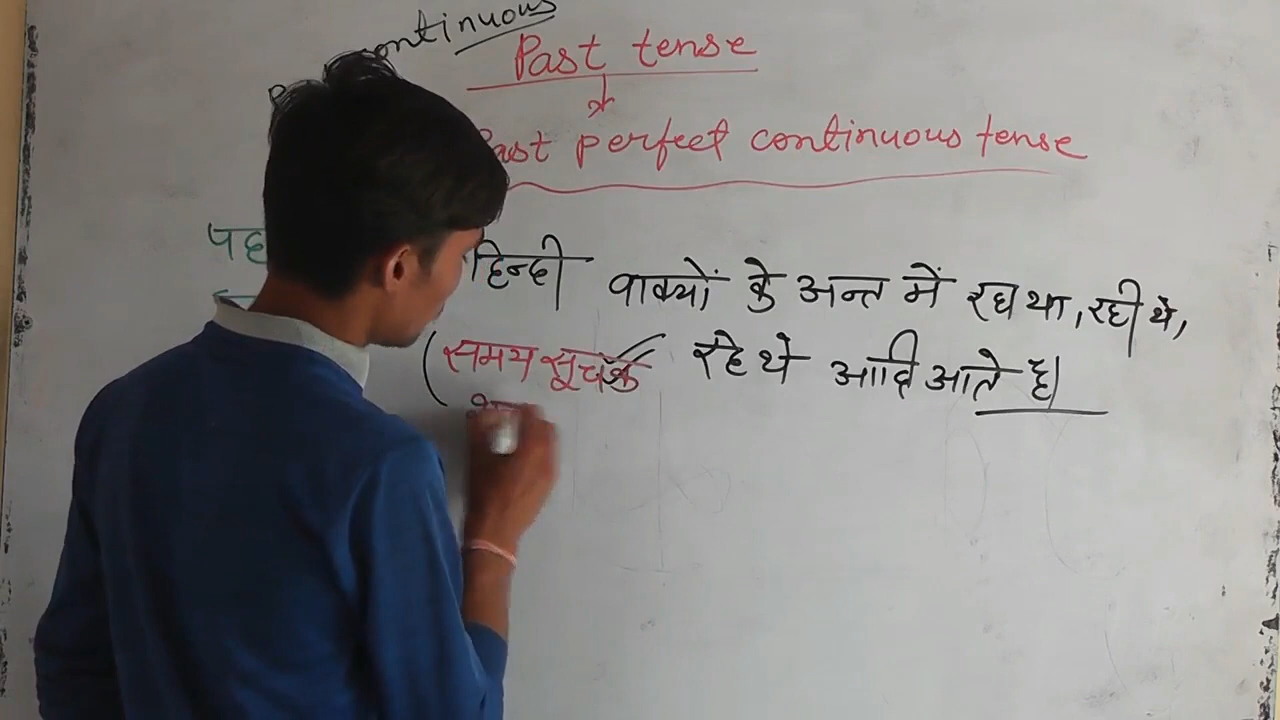 continuous
Past tense
Past perfect continuous tense
हिन्दी वाक्यों के अन्त में रहा था, रही थे,
(समय सूचक रहे थे आदि आते है।